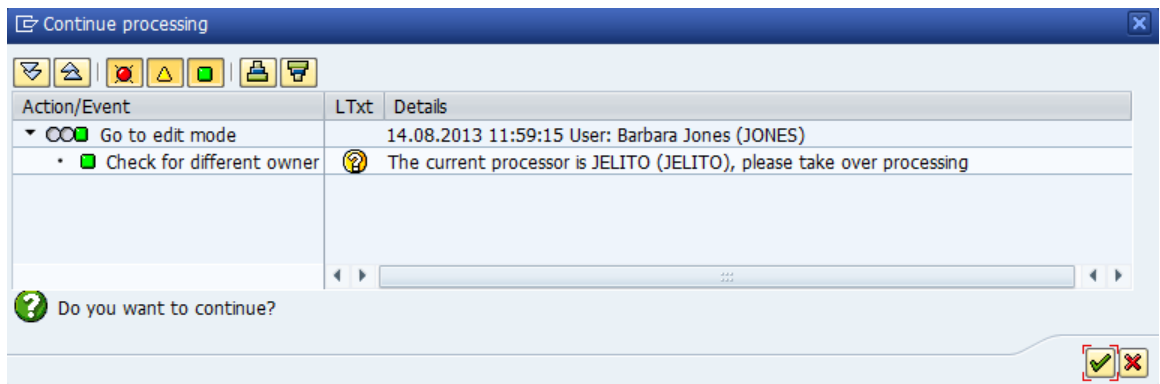 Continue processing
Action/Event LTxt Details
Go to edit mode 14.08.2013 11:59:15 User: Barbara Jones (JONES)
Check for different owner The current processor is JELITO (JELITO), please take over processing
Do you want to continue?